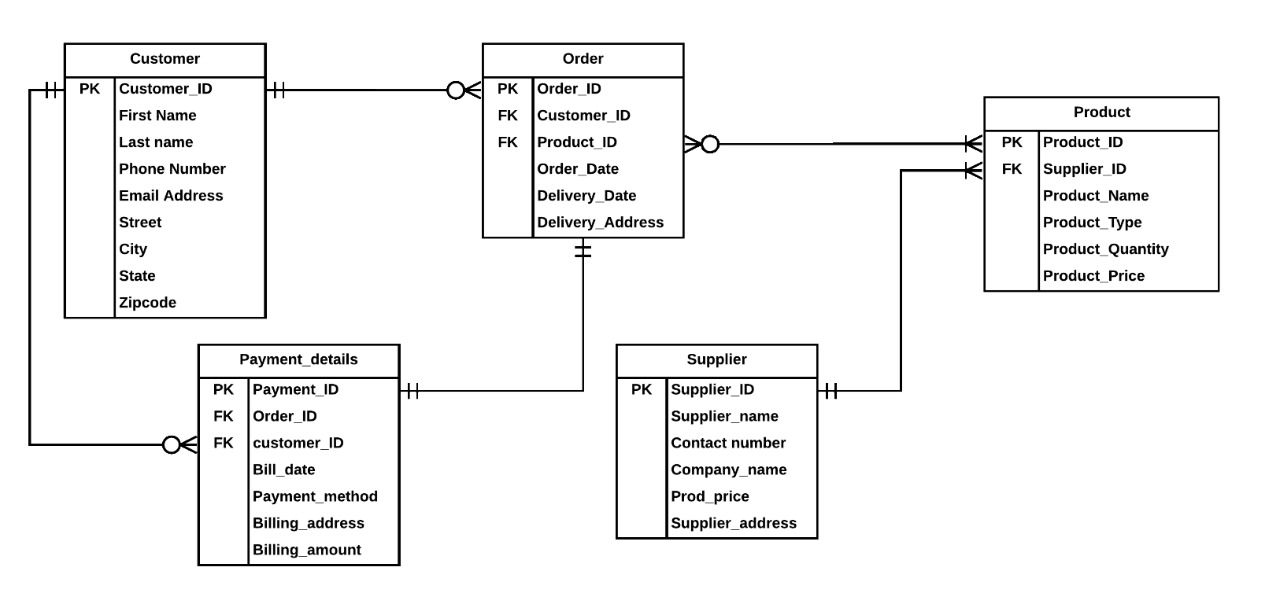 Customer
PK Customer_ID
First Name
Last name
Phone Number
Email Address
Street
City
State
Zipcode
Order
PK Order_ID
FK Customer_ID
FK Product_ID
Order_Date
Delivery_Date
Delivery_Address
Product
PK Product_ID
FK Supplier_ID
Product_Name
Product_Type
Product_Quantity
Product_Price
Payment_details
PK Payment_ID
FK Order_ID
FK customer_ID
Bill_date
Payment_method
Billing_address
Billing_amount
Supplier
PK Supplier_ID
Supplier_name
Contact number
Company_name
Prod_price
Supplier_address